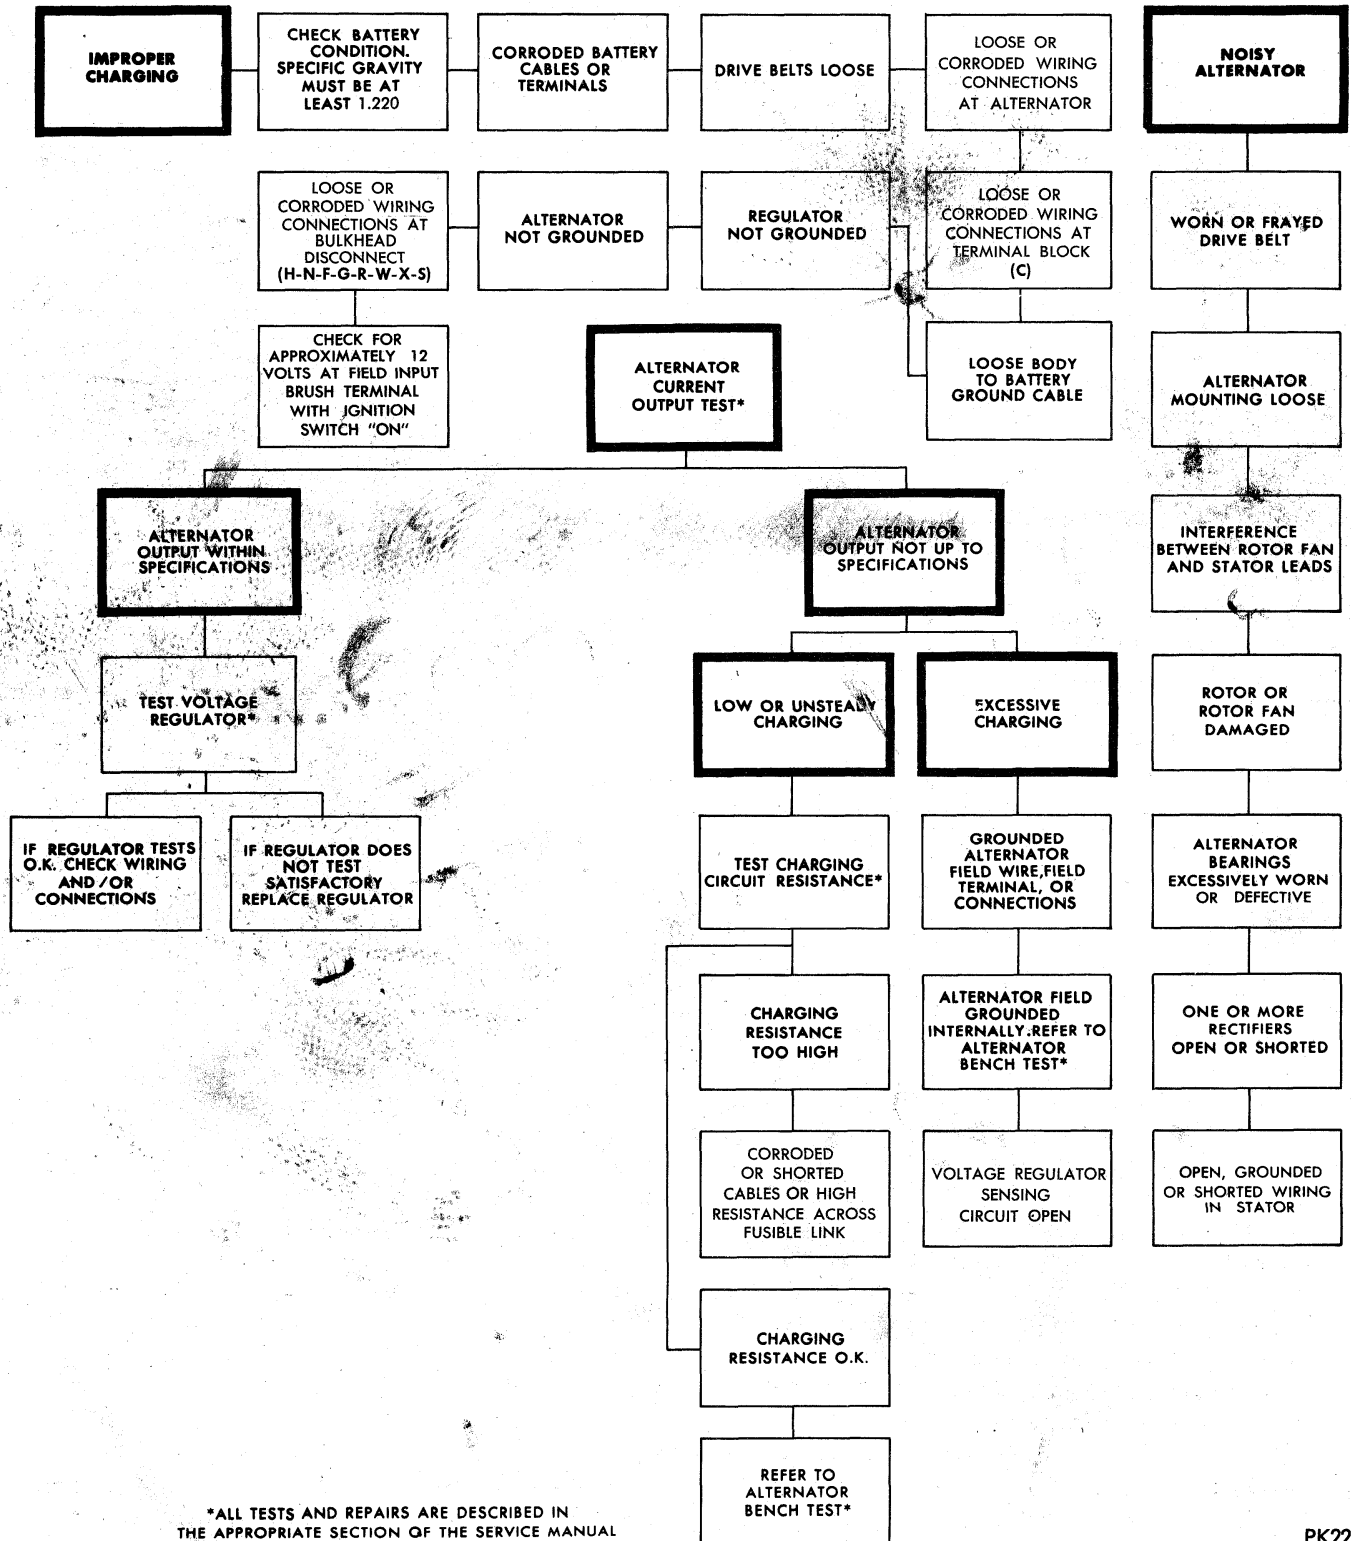 IMPROPER
CHARGING
CHECK BATTERY
CONDITION.
SPECIFIC GRAVITY
MUST BE AT
LEAST 1.220
CORRODED BATTERY
CABLES OR
TERMINALS
DRIVE BELTS LOOSE
LOOSE OR
CORRODED WIRING
CONNECTIONS
AT ALTERNATOR
NOISY
ALTERNATOR
LOOSE OR
CORRODED WIRING
CONNECTIONS AT
BULKHEAD
DISCONNECT
(H-N-F-G-R-W-X-S)
ALTERNATOR
NOT GROUNDED
REGULATOR
NOT GROUNDED
LOOSE OR
CORRODED WIRING
CONNECTIONS AT
TERMINAL BLOCK
(C)
WORN OR FRAYED
DRIVE BELT
CHECK FOR
APPROXIMATELY 12
VOLTS AT FIELD INPUT
BRUSH TERMINAL
WITH IGNITION
SWITCH "ON"
ALTERNATOR
CURRENT
OUTPUT TEST*
LOOSE BODY
TO BATTERY
GROUND CABLE
ALTERNATOR
MOUNTING LOOSE
ALTERNATOR
OUTPUT WITHIN
SPECIFICATIONS
ALTERNATOR
OUTPUT NOT UP TO
SPECIFICATIONS
INTERFERENCE
BETWEEN ROTOR FAN
AND STATOR LEADS
TEST VOLTAGE
REGULATOR*
LOW OR UNSTEADY
CHARGING
EXCESSIVE
CHARGING
ROTOR OR
ROTOR FAN
DAMAGED
IF REGULATOR TESTS
O.K. CHECK WIRING
AND/OR
CONNECTIONS
IF REGULATOR DOES
NOT TEST
SATISFACTORY
REPLACE REGULATOR
TEST CHARGING
CIRCUIT RESISTANCE*
GROUNDED
ALTERNATOR
FIELD WIRE,FIELD
TERMINAL, OR
CONNECTIONS
ALTERNATOR
BEARINGS
EXCESSIVELY WORN
OR DEFECTIVE
CHARGING
RESISTANCE
TOO HIGH
ALTERNATOR FIELD
GROUNDED
INTERNALLY.REFER TO
ALTERNATOR
BENCH TEST*
ONE OR MORE
RECTIFIERS
OPEN OR SHORTED
CORRODED
OR SHORTED
CABLES OR HIGH
RESISTANCE ACROSS
FUSIBLE LINK
VOLTAGE REGULATOR
SENSING
CIRCUIT OPEN
OPEN, GROUNDED
OR SHORTED WIRING
IN STATOR
CHARGING
RESISTANCE O.K.
REFER TO
ALTERNATOR
BENCH TEST*
*ALL TESTS AND REPAIRS ARE DESCRIBED IN
THE APPROPRIATE SECTION OF THE SERVICE MANUAL
PK22